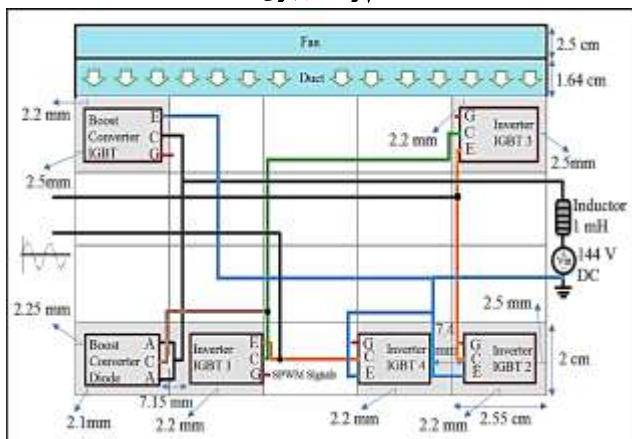 Fan
2.5 cm
Duct
1.64 cm
2.2 mm
Boost
Converter
IGBT
E
C
G
2.2 mm
G
C
E
Inverter
IGBT 3
2.5mm
2.5mm
Inductor
1 mH
144 V
DC
2.25 mm
2.5 mm
Boost
Converter
Diode
A
C
A
Inverter
IGBT 1
E
C
G
SPWM Signals
G
C
E
Inverter
IGBT 4
G
C
E
Inverter
IGBT 2
2 cm
7.15 mm
2.1mm
2.2 mm
2.2 mm
2.2 mm
2.55 cm